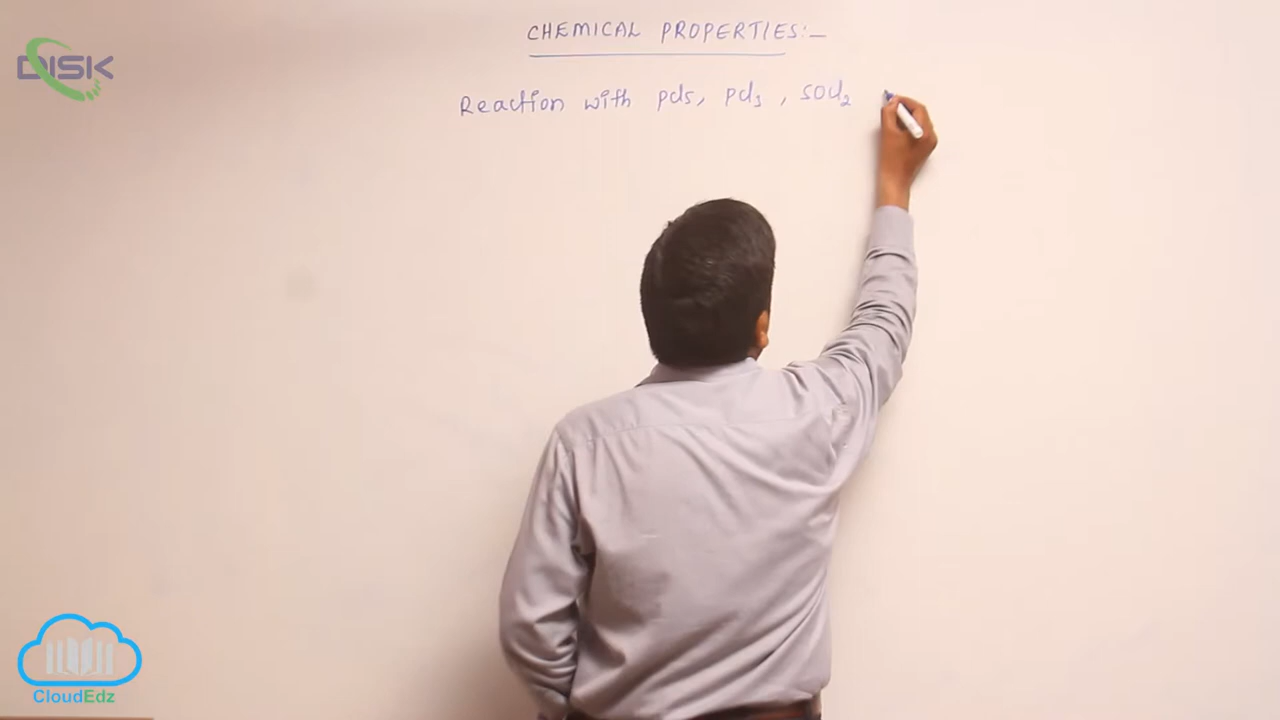 DISK
CHEMICAL PROPERTIES:-
Reaction with PCl5, PCl3, SOCl2
CloudEdz